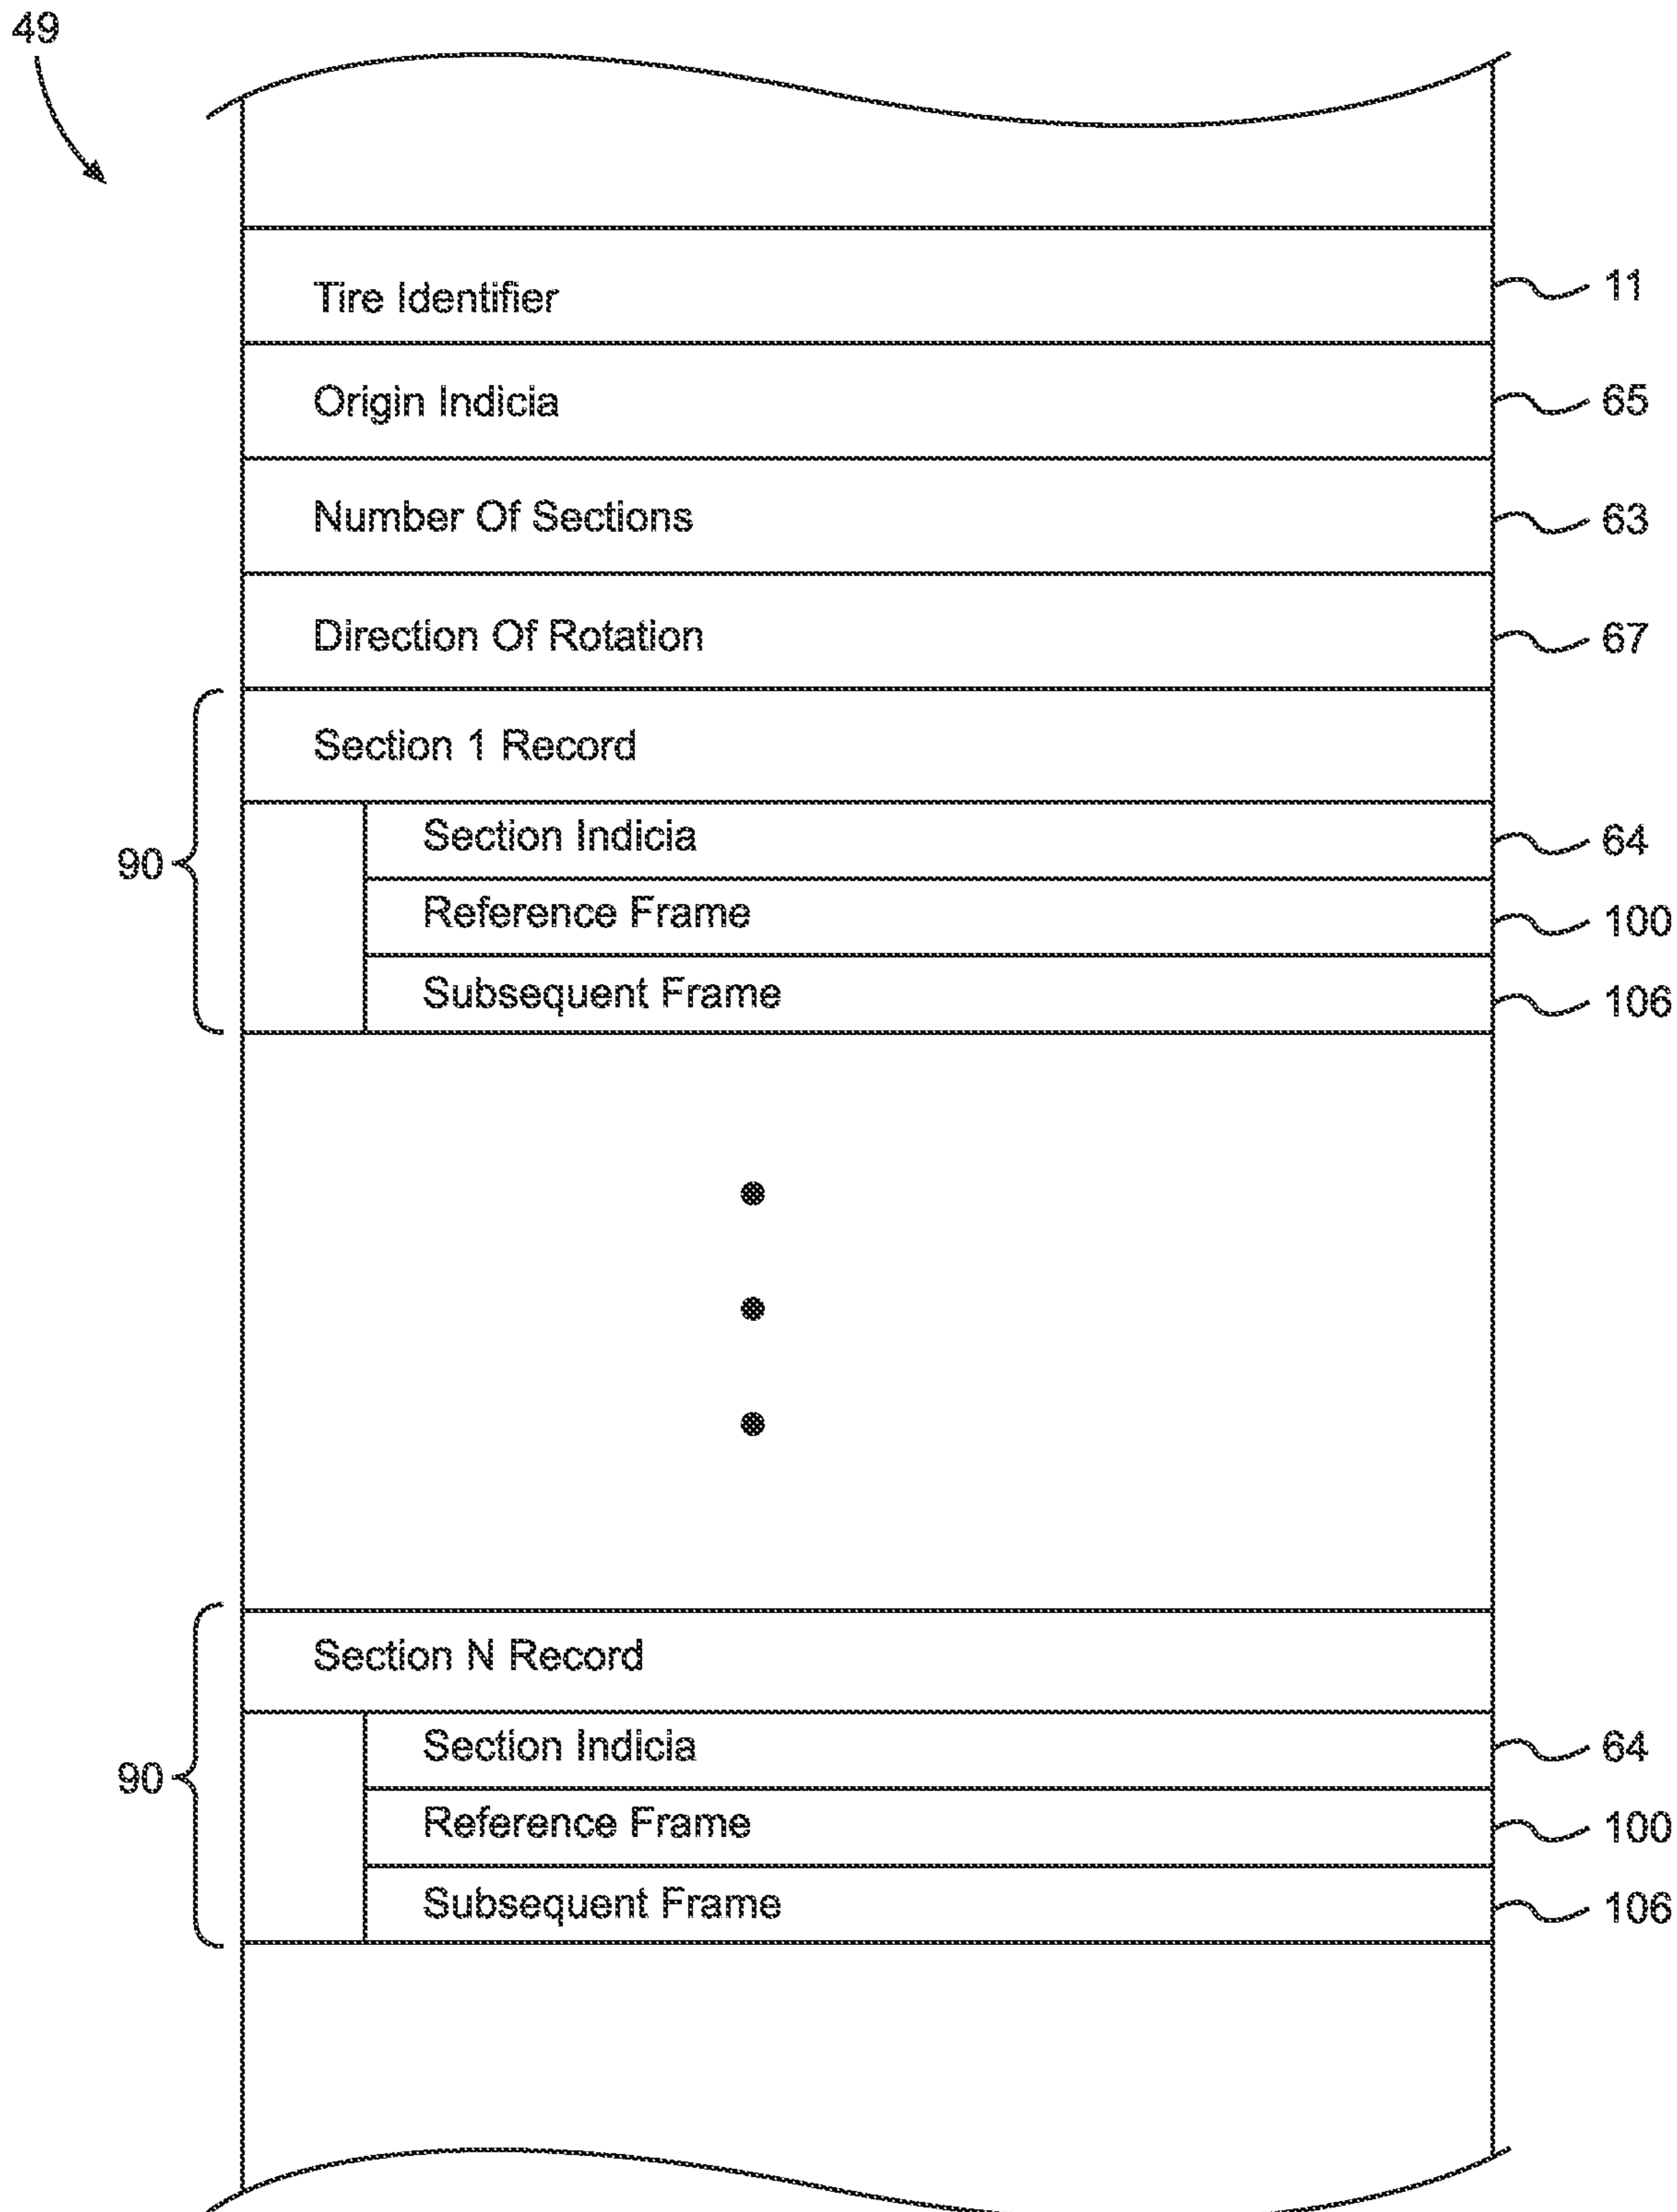 49
Tire Identifier 11
Origin Indicia 65
Number Of Sections 63
Direction Of Rotation 67
Section 1 Record
90
Section Indicia 64
Reference Frame 100
Subsequent Frame 106
Section N Record
90
Section Indicia 64
Reference Frame 100
Subsequent Frame 106